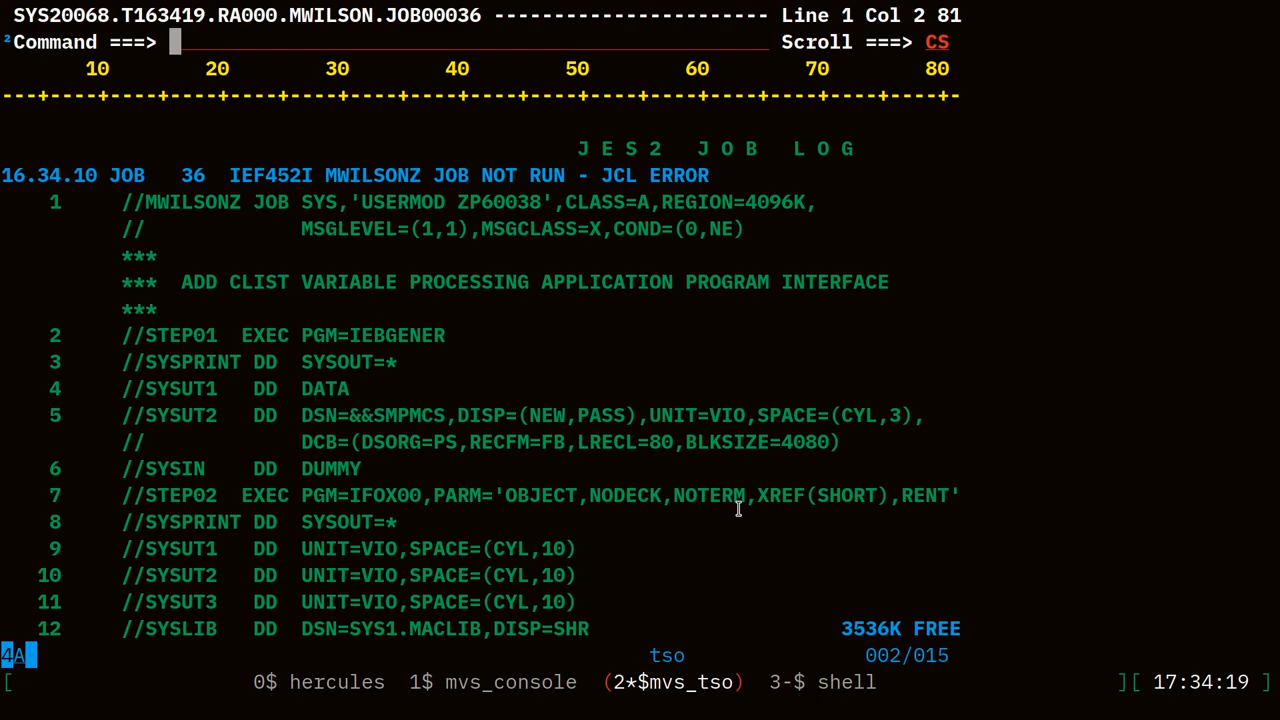 SYS20068.T163419.RA000.MWILSON.JOB00036 ----------------------- Line 1 Col 2 81
²Command ===> ________________________________________________ Scroll ===> CS
10 20 30 40 50 60 70 80
---+----+----+----+----+----+----+----+----+----+----+----+----+----+----+----+-
J E S 2   J O B   L O G
16.34.10 JOB   36  IEF452I MWILSONZ JOB NOT RUN - JCL ERROR
1     //MWILSONZ JOB SYS,'USERMOD ZP60038',CLASS=A,REGION=4096K,
//             MSGLEVEL=(1,1),MSGCLASS=X,COND=(0,NE)
***
***  ADD CLIST VARIABLE PROCESSING APPLICATION PROGRAM INTERFACE
***
2     //STEP01  EXEC PGM=IEBGENER
3     //SYSPRINT DD  SYSOUT=*
4     //SYSUT1   DD  DATA
5     //SYSUT2   DD  DSN=&&SMPMCS,DISP=(NEW,PASS),UNIT=VIO,SPACE=(CYL,3),
//             DCB=(DSORG=PS,RECFM=FB,LRECL=80,BLKSIZE=4080)
6     //SYSIN    DD  DUMMY
7     //STEP02  EXEC PGM=IFOX00,PARM='OBJECT,NODECK,NOTERM,XREF(SHORT),RENT'
8     //SYSPRINT DD  SYSOUT=*
9     //SYSUT1   DD  UNIT=VIO,SPACE=(CYL,10)
10     //SYSUT2   DD  UNIT=VIO,SPACE=(CYL,10)
11     //SYSUT3   DD  UNIT=VIO,SPACE=(CYL,10)
12     //SYSLIB   DD  DSN=SYS1.MACLIB,DISP=SHR                     3536K FREE
4A tso 002/015
[ 0$ hercules  1$ mvs_console  (2*$mvs_tso)  3-$ shell ][ 17:34:19 ]